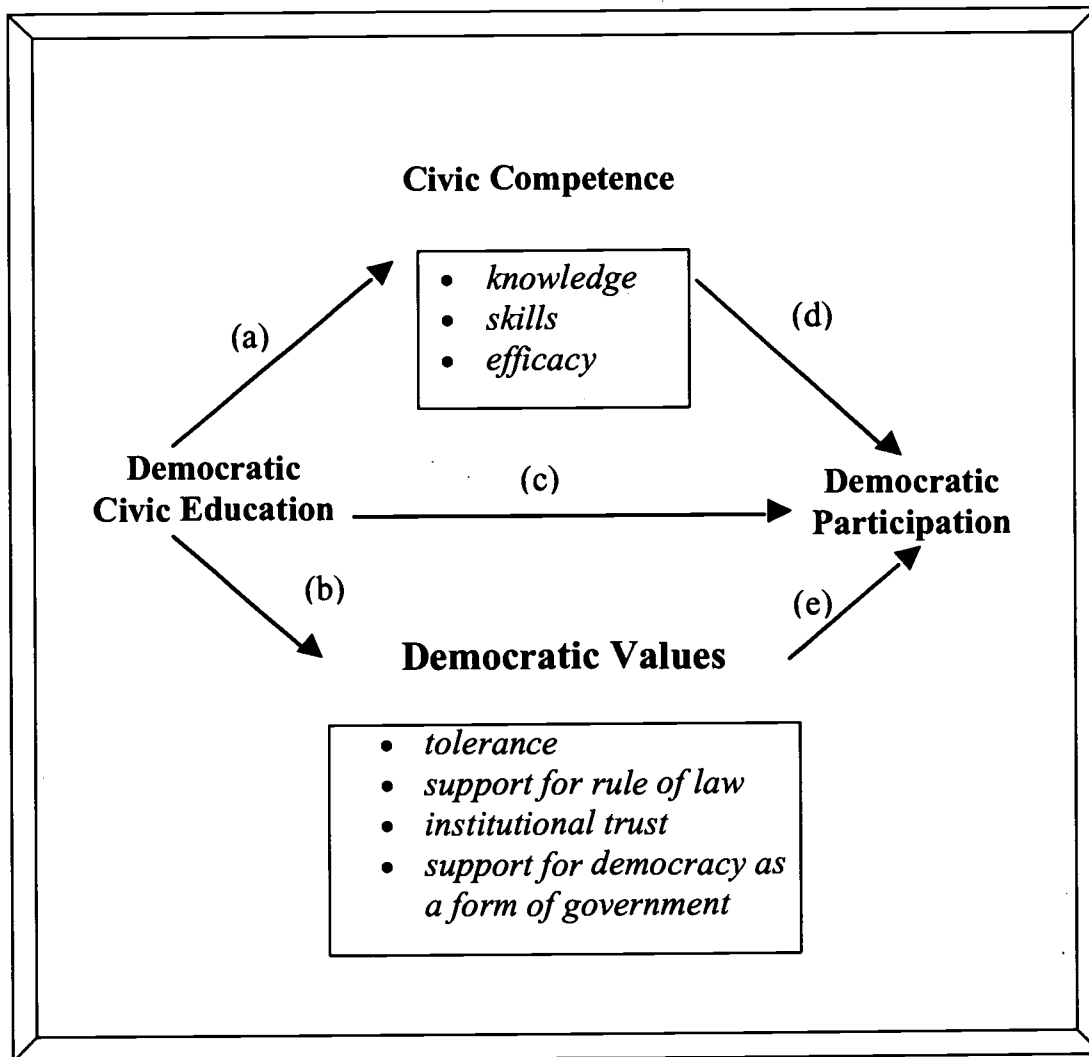 Civic Competence
• knowledge
• skills
• efficacy
(a)
(d)
Democratic
Civic Education
(c)
Democratic
Participation
(b)
(e)
Democratic Values
• tolerance
• support for rule of law
• institutional trust
• support for democracy as
a form of government